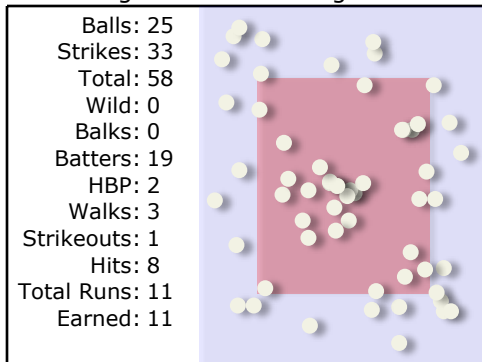 Balls: 25
Strikes: 33
Total: 58
Wild: 0
Balks: 0
Batters: 19
HBP: 2
Walks: 3
Strikeouts: 1
Hits: 8
Total Runs: 11
Earned: 11